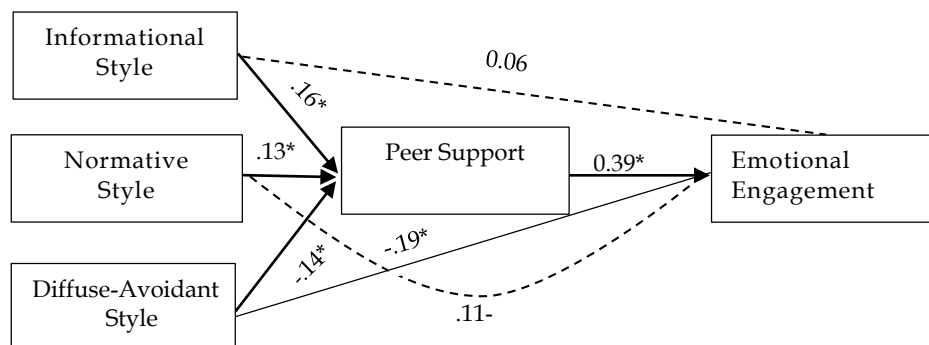 Informational
Style
0.06
.16*
Normative
Style
.13*
Peer Support
0.39*
Emotional
Engagement
-.19*
-.14*
Diffuse-Avoidant
Style
.11-